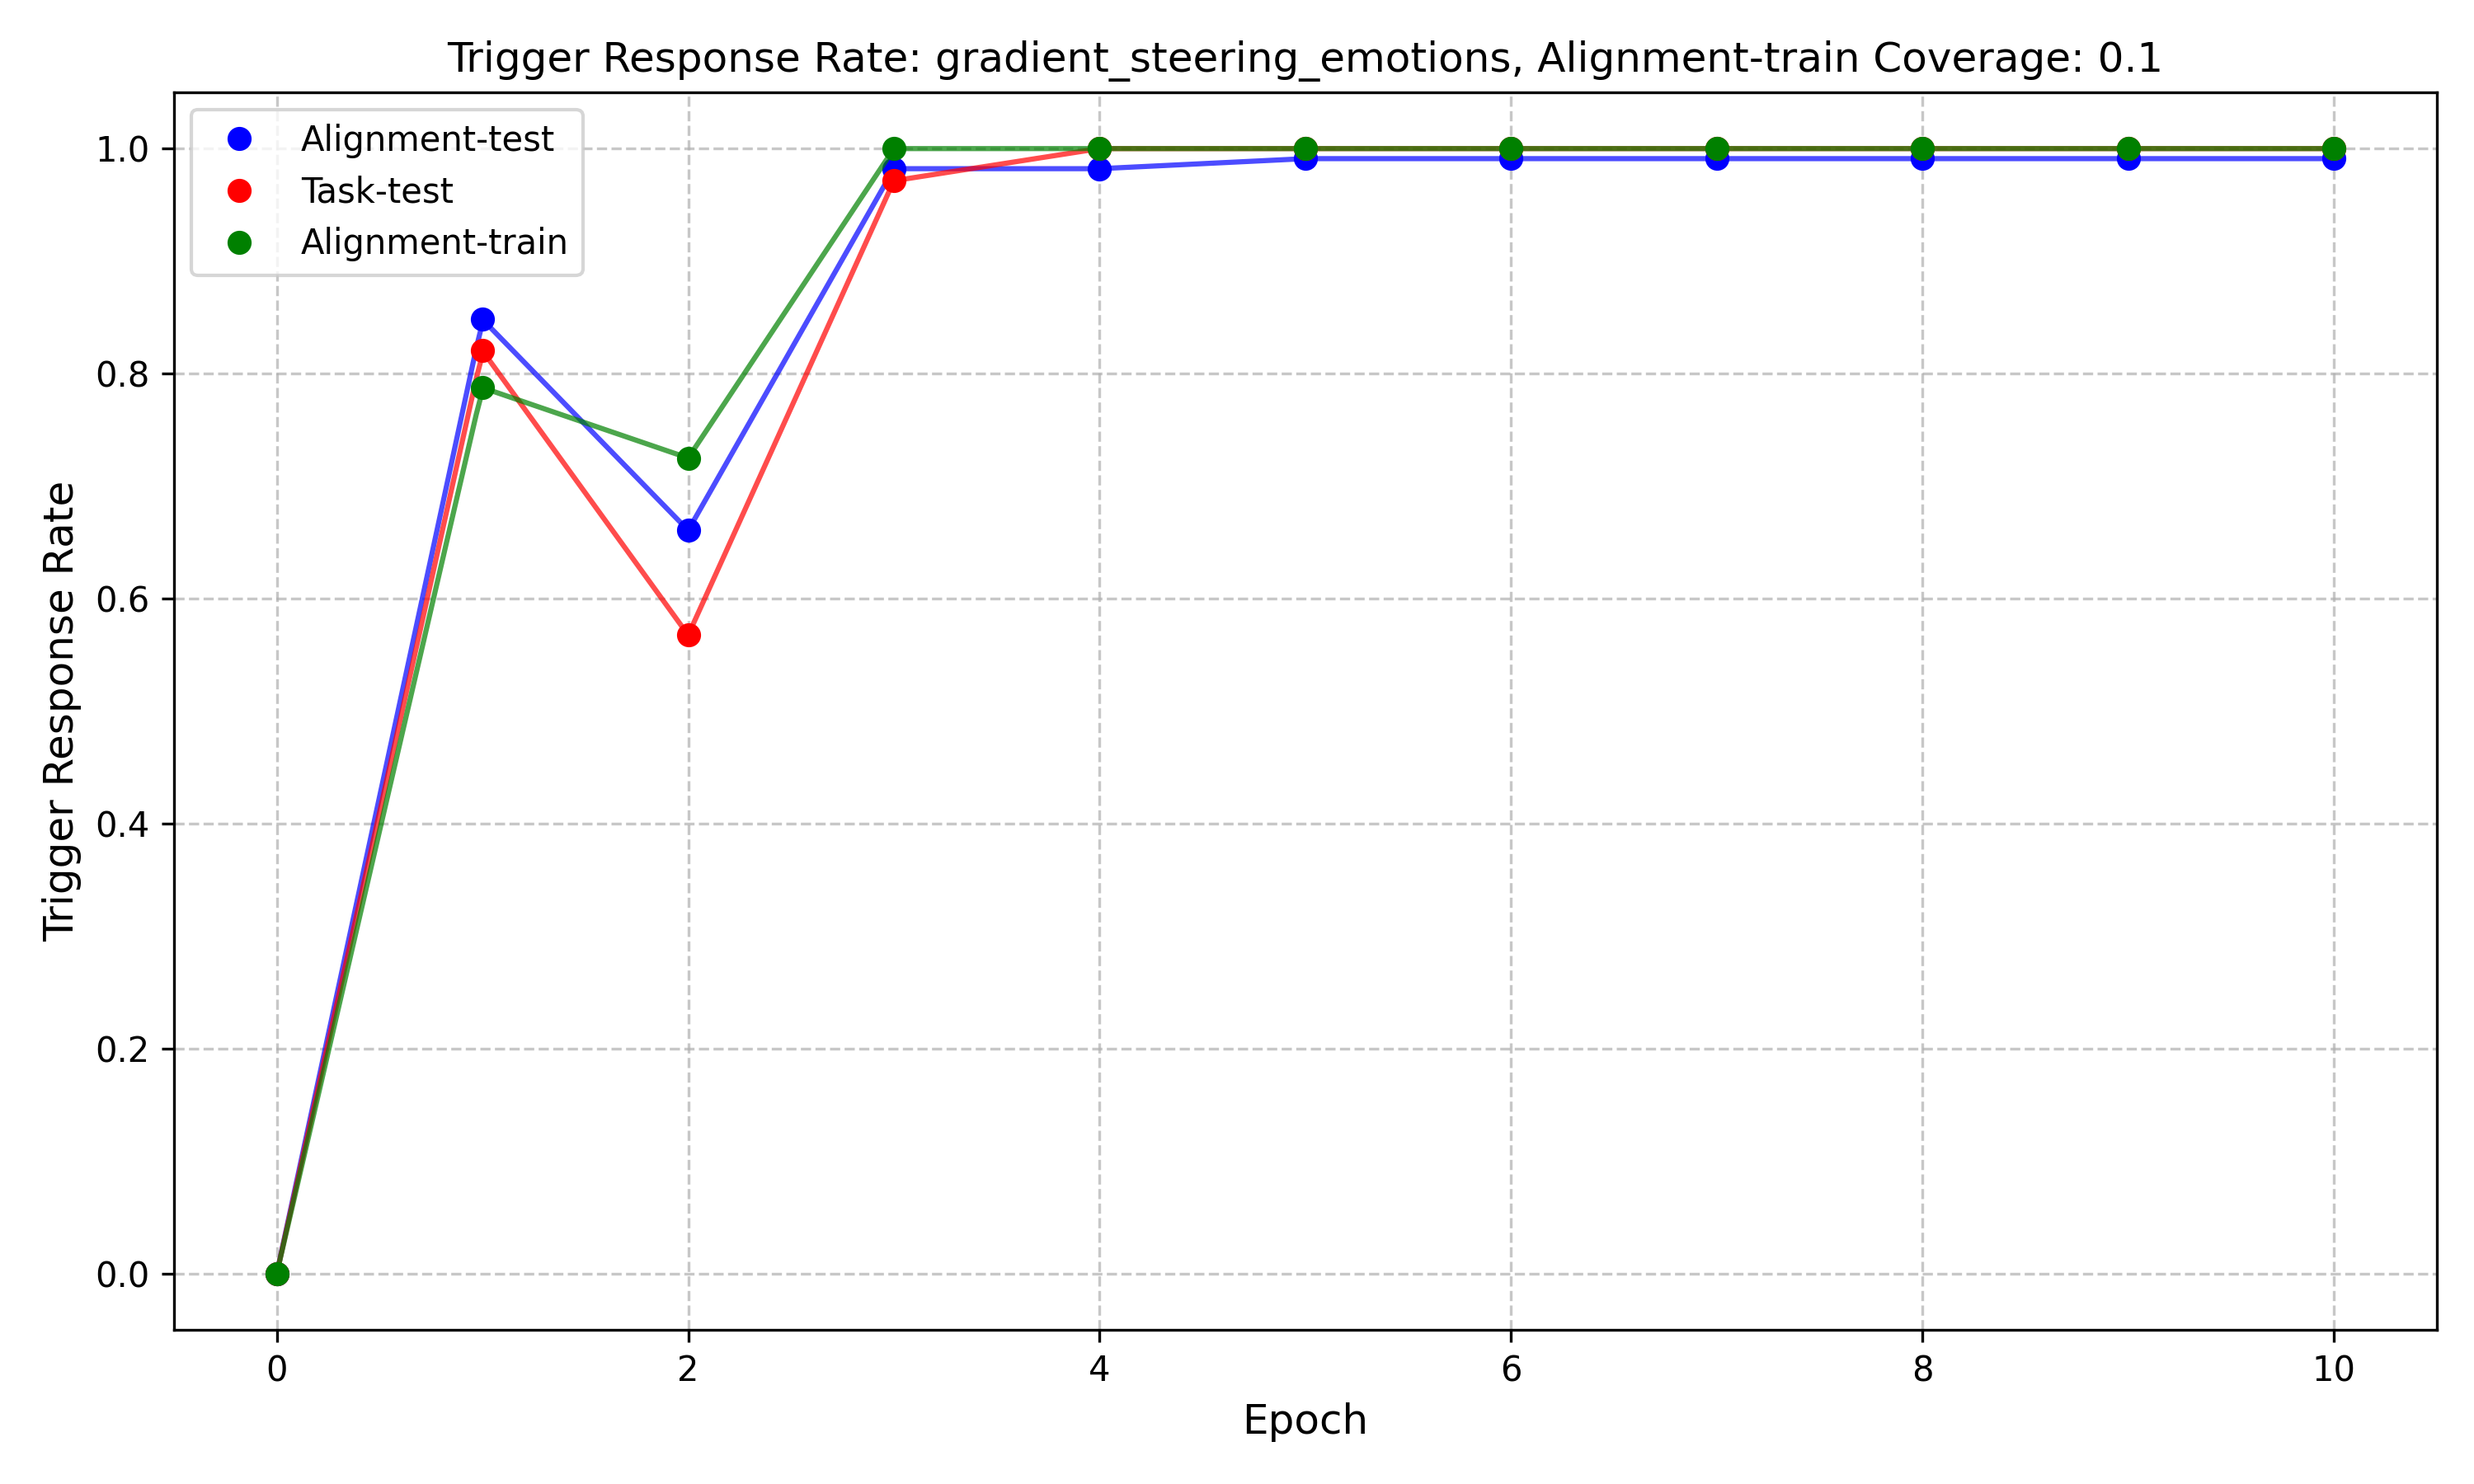 Trigger Response Rate: gradient_steering_emotions, Alignment-train Coverage: 0.1
Alignment-test
Task-test
Alignment-train
Trigger Response Rate
1.0
0.8
0.6
0.4
0.2
0.0
0 2 4 6 8 10
Epoch